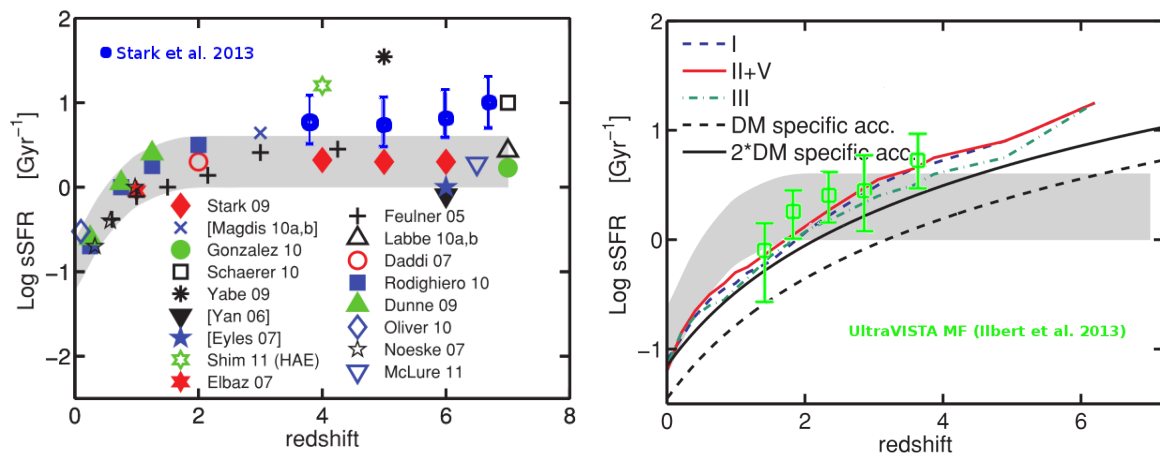 Stark et al. 2013
Log sSFR [Gyr⁻¹]
2
1
0
−1
−2
0 2 4 6 8
redshift
Stark 09
[Magdis 10a,b]
Gonzalez 10
Schaerer 10
Yabe 09
[Yan 06]
[Eyles 07]
Shim 11 (HAE)
Elbaz 07
Feulner 05
Labbe 10a,b
Daddi 07
Rodighiero 10
Dunne 09
Oliver 10
Noeske 07
McLure 11
Log sSFR [Gyr⁻¹]
2
1
0
−1
0 2 4 6
redshift
I
II+V
III
DM specific acc.
2*DM specific acc.
UltraVISTA MF (Ilbert et al. 2013)